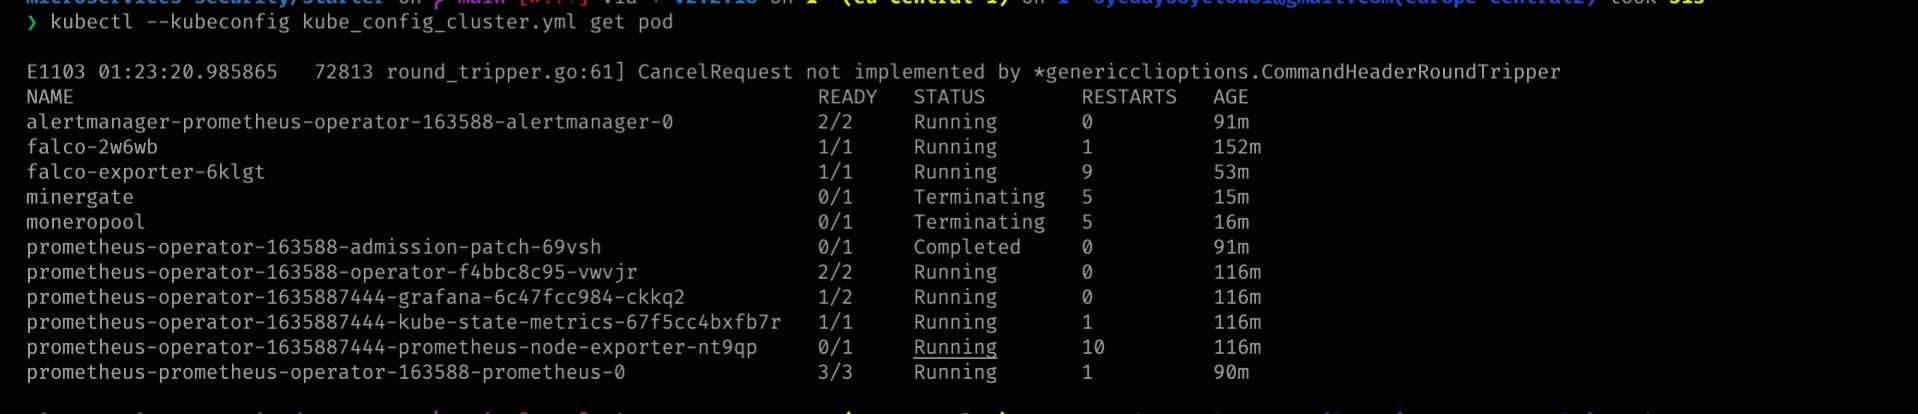 ❯ kubectl --kubeconfig kube_config_cluster.yml get pod
E1103 01:23:20.985865   72813 round_tripper.go:61] CancelRequest not implemented by *genericclioptions.CommandHeaderRoundTripper
NAME READY STATUS RESTARTS AGE
alertmanager-prometheus-operator-163588-alertmanager-0 2/2 Running 0 91m
falco-2w6wb 1/1 Running 1 152m
falco-exporter-6klgt 1/1 Running 9 53m
minergate 0/1 Terminating 5 15m
moneropool 0/1 Terminating 5 16m
prometheus-operator-163588-admission-patch-69vsh 0/1 Completed 0 91m
prometheus-operator-163588-operator-f4bbc8c95-vwvjr 2/2 Running 0 116m
prometheus-operator-1635887444-grafana-6c47fcc984-ckkq2 1/2 Running 0 116m
prometheus-operator-1635887444-kube-state-metrics-67f5cc4bxfb7r 1/1 Running 1 116m
prometheus-operator-1635887444-prometheus-node-exporter-nt9qp 0/1 Running 10 116m
prometheus-prometheus-operator-163588-prometheus-0 3/3 Running 1 90m